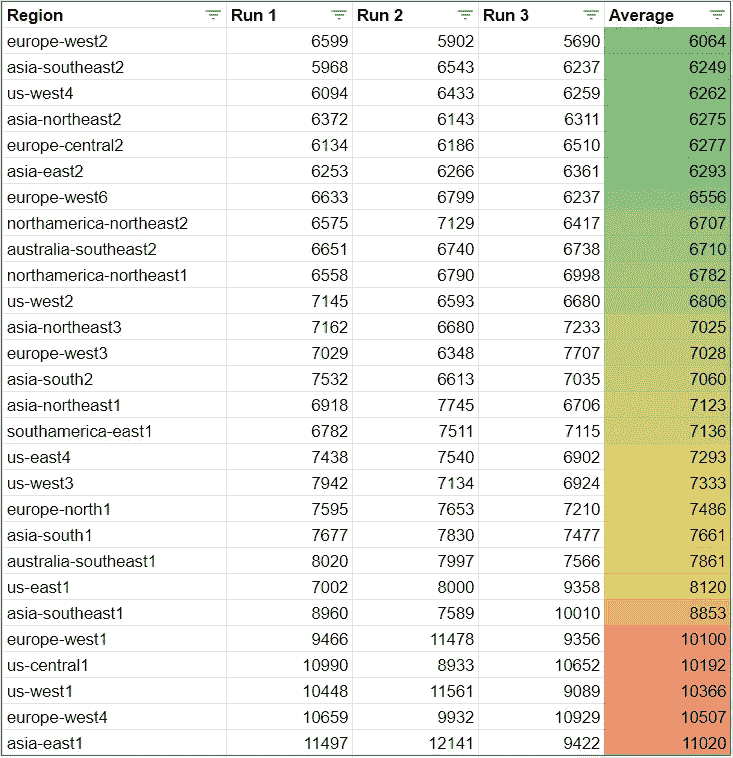 Region Run 1 Run 2 Run 3 Average
europe-west2 6599 5902 5690 6064
asia-southeast2 5968 6543 6237 6249
us-west4 6094 6433 6259 6262
asia-northeast2 6372 6143 6311 6275
europe-central2 6134 6186 6510 6277
asia-east2 6253 6266 6361 6293
europe-west6 6633 6799 6237 6556
northamerica-northeast2 6575 7129 6417 6707
australia-southeast2 6651 6740 6738 6710
northamerica-northeast1 6558 6790 6998 6782
us-west2 7145 6593 6680 6806
asia-northeast3 7162 6680 7233 7025
europe-west3 7029 6348 7707 7028
asia-south2 7532 6613 7035 7060
asia-northeast1 6918 7745 6706 7123
southamerica-east1 6782 7511 7115 7136
us-east4 7438 7540 6902 7293
us-west3 7942 7134 6924 7333
europe-north1 7595 7653 7210 7486
asia-south1 7677 7830 7477 7661
australia-southeast1 8020 7997 7566 7861
us-east1 7002 8000 9358 8120
asia-southeast1 8960 7589 10010 8853
europe-west1 9466 11478 9356 10100
us-central1 10990 8933 10652 10192
us-west1 10448 11561 9089 10366
europe-west4 10659 9932 10929 10507
asia-east1 11497 12141 9422 11020